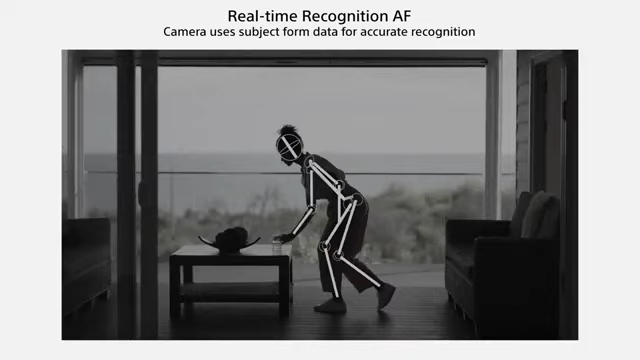 Real-time Recognition AF
Camera uses subject form data for accurate recognition